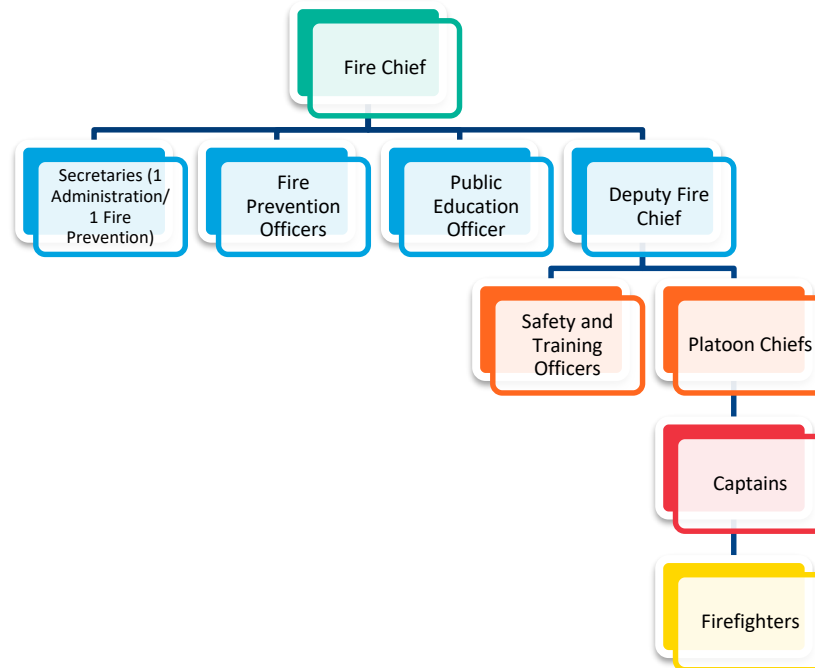 Fire Chief
Secretaries (1
Administration/
1 Fire
Prevention)
Fire
Prevention
Officers
Public
Education
Officer
Deputy Fire
Chief
Safety and
Training
Officers
Platoon Chiefs
Captains
Firefighters